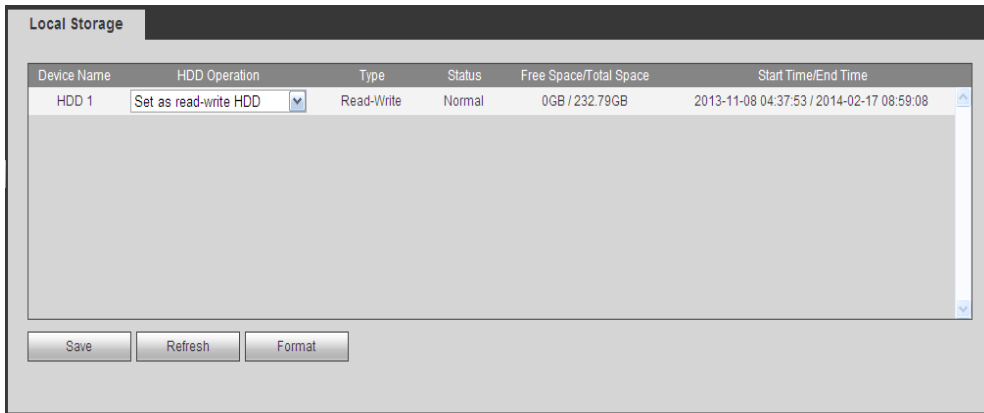 Local Storage
Device Name HDD Operation Type Status Free Space/Total Space Start Time/End Time
HDD 1 Set as read-write HDD Read-Write Normal 0GB / 232.79GB 2013-11-08 04:37:53 / 2014-02-17 08:59:08
Save Refresh Format